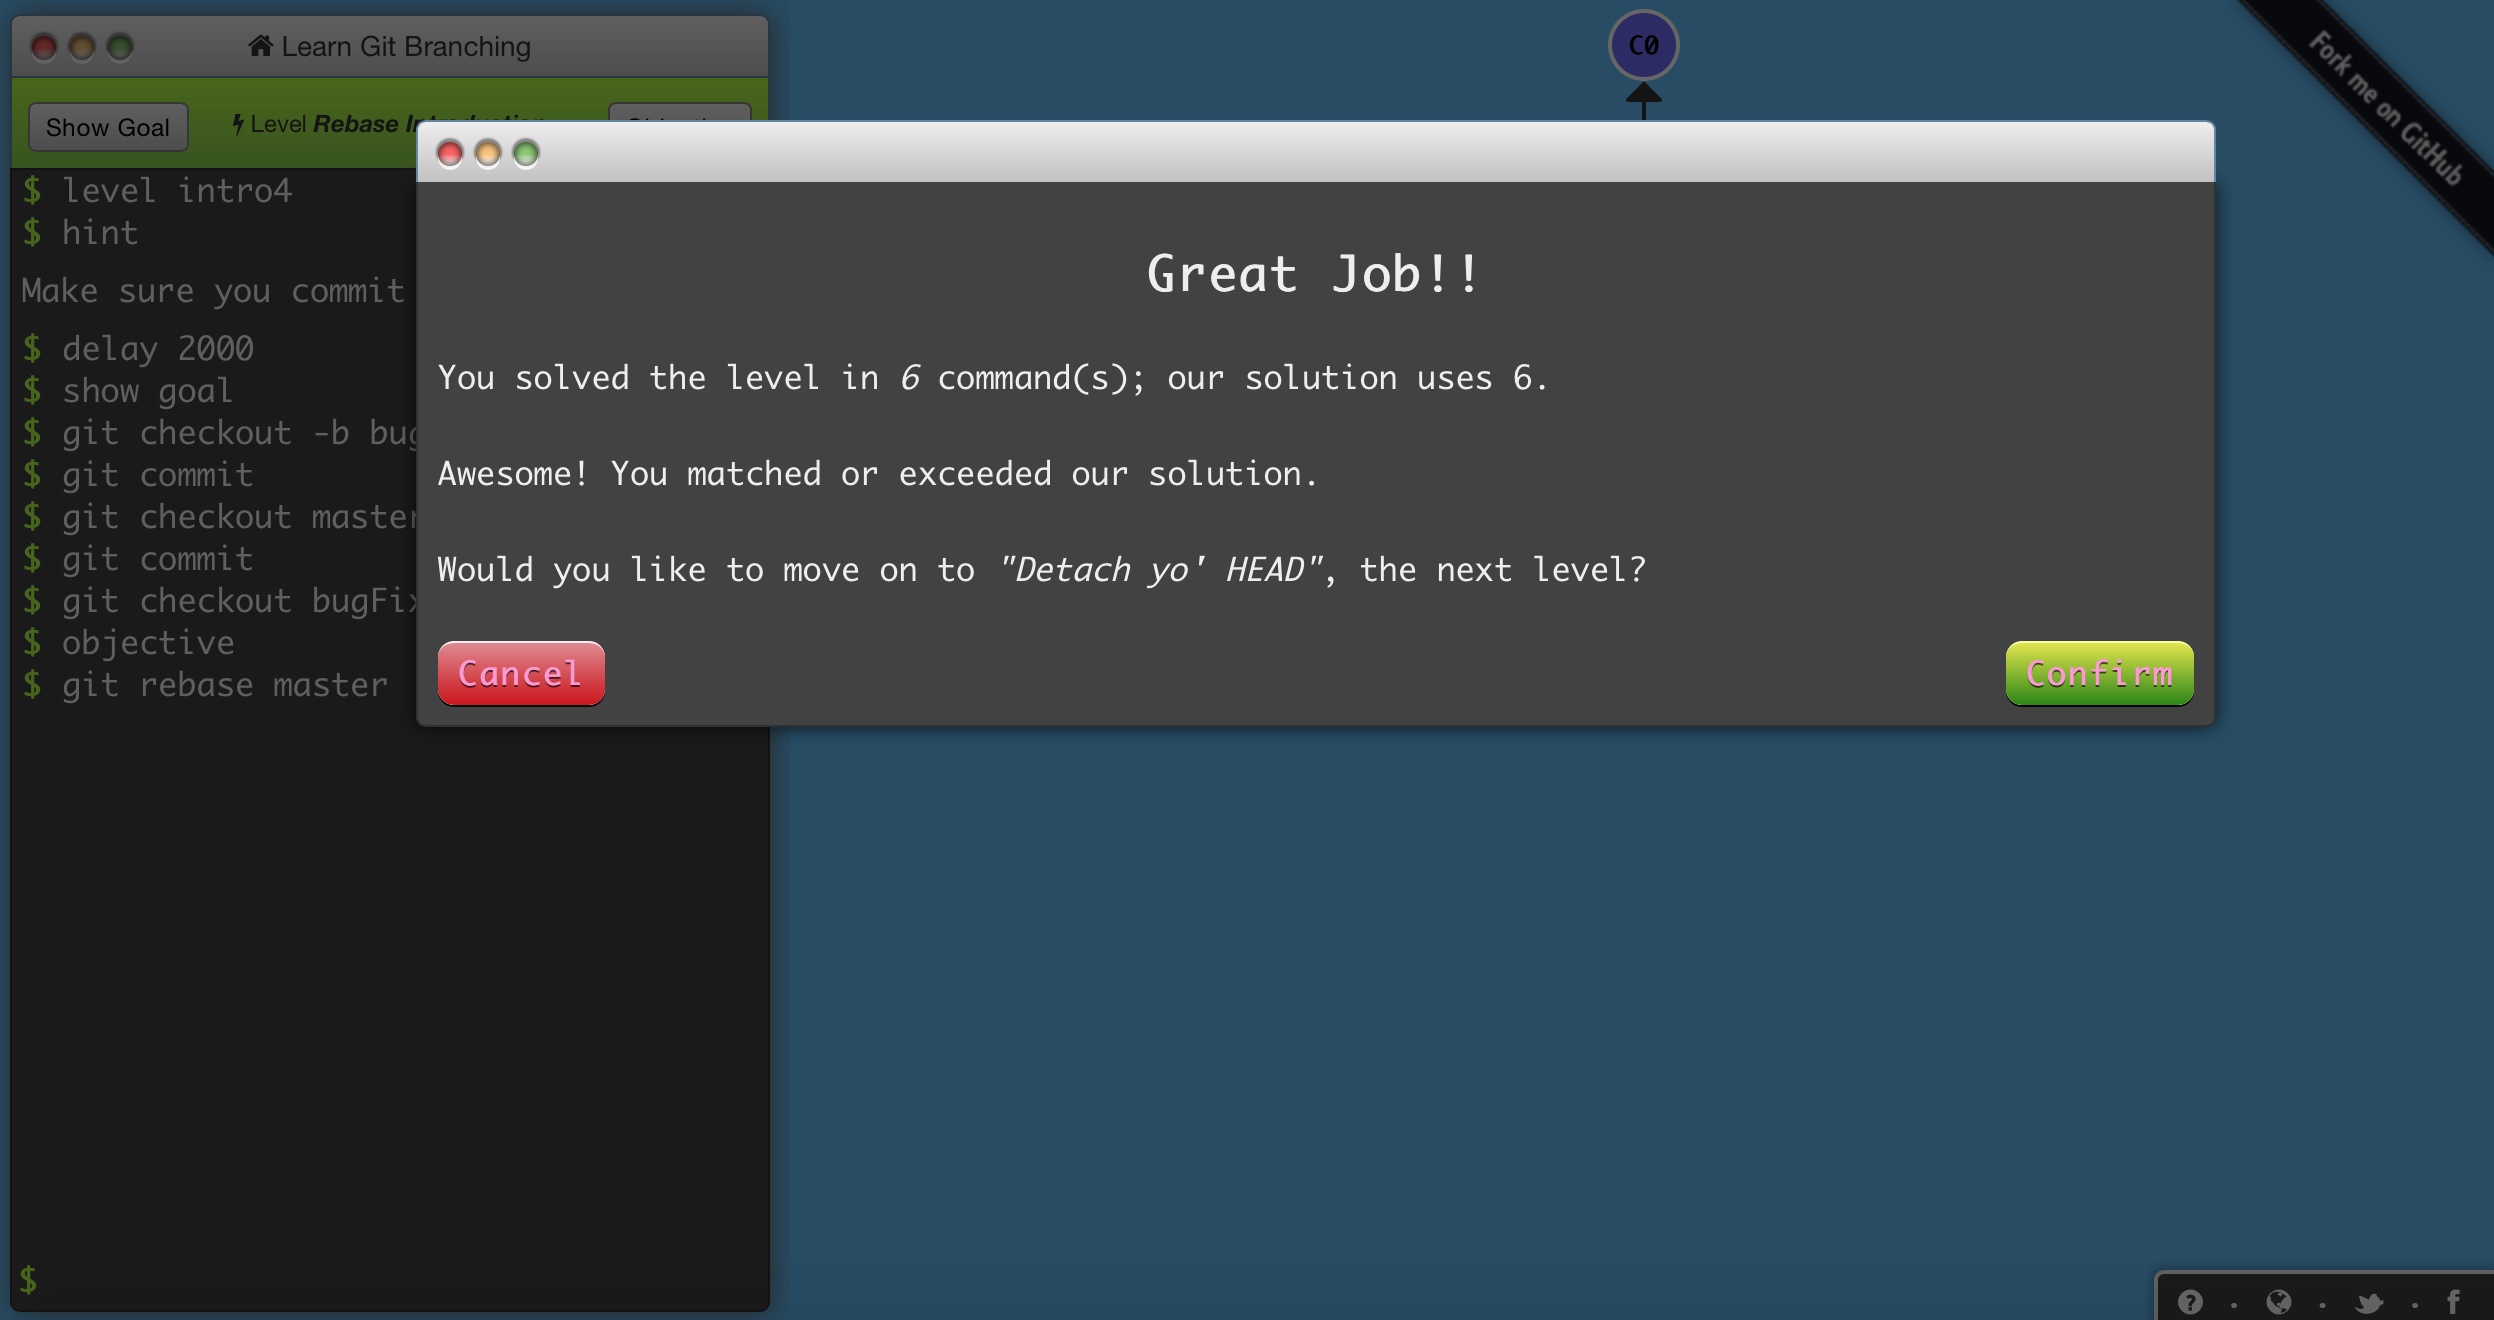 Learn Git Branching
Show Goal
Level Rebase Introduction
$ level intro4
$ hint
Make sure you commit
$ delay 2000
$ show goal
$ git checkout -b
$ git commit
$ git checkout master
$ git commit
$ git checkout bugFix
$ objective
$ git rebase master
$
C0
Fork me on GitHub
Great Job!!
You solved the level in 6 command(s); our solution uses 6.
Awesome! You matched or exceeded our solution.
Would you like to move on to "Detach yo' HEAD", the next level?
Cancel
Confirm